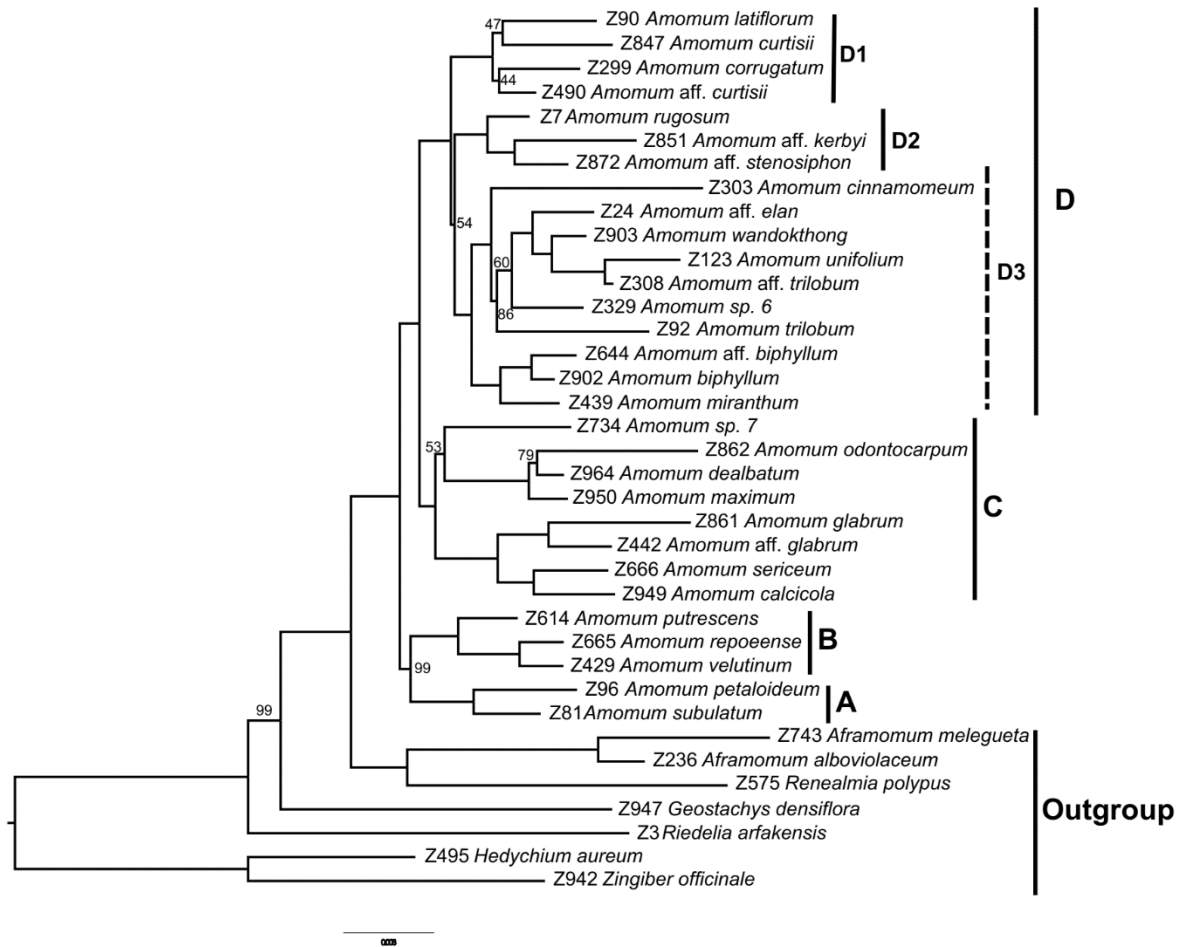 47
Z90 Amomum latiflorum
Z847 Amomum curtisii
D1
Z299 Amomum corrugatum
44
Z490 Amomum aff. curtisii
Z7 Amomum rugosum
Z851 Amomum aff. kerbyi
D2
Z872 Amomum aff. stenosiphon
Z303 Amomum cinnamomeum
D
Z24 Amomum aff. elan
54
Z903 Amomum wandokthong
60
Z123 Amomum unifolium
D3
Z308 Amomum aff. trilobum
Z329 Amomum sp. 6
86
Z92 Amomum trilobum
Z644 Amomum aff. biphyllum
Z902 Amomum biphyllum
Z439 Amomum miranthum
Z734 Amomum sp. 7
53
Z862 Amomum odontocarpum
79
Z964 Amomum dealbatum
Z950 Amomum maximum
C
Z861 Amomum glabrum
Z442 Amomum aff. glabrum
Z666 Amomum sericeum
Z949 Amomum calcicola
Z614 Amomum putrescens
Z665 Amomum repoeense
B
Z429 Amomum velutinum
99
Z96 Amomum petaloideum
A
Z81 Amomum subulatum
99
Z743 Aframomum melegueta
Z236 Aframomum alboviolaceum
Z575 Renealmia polypus
Z947 Geostachys densiflora
Outgroup
Z3 Riedelia arfakensis
Z495 Hedychium aureum
Z942 Zingiber officinale